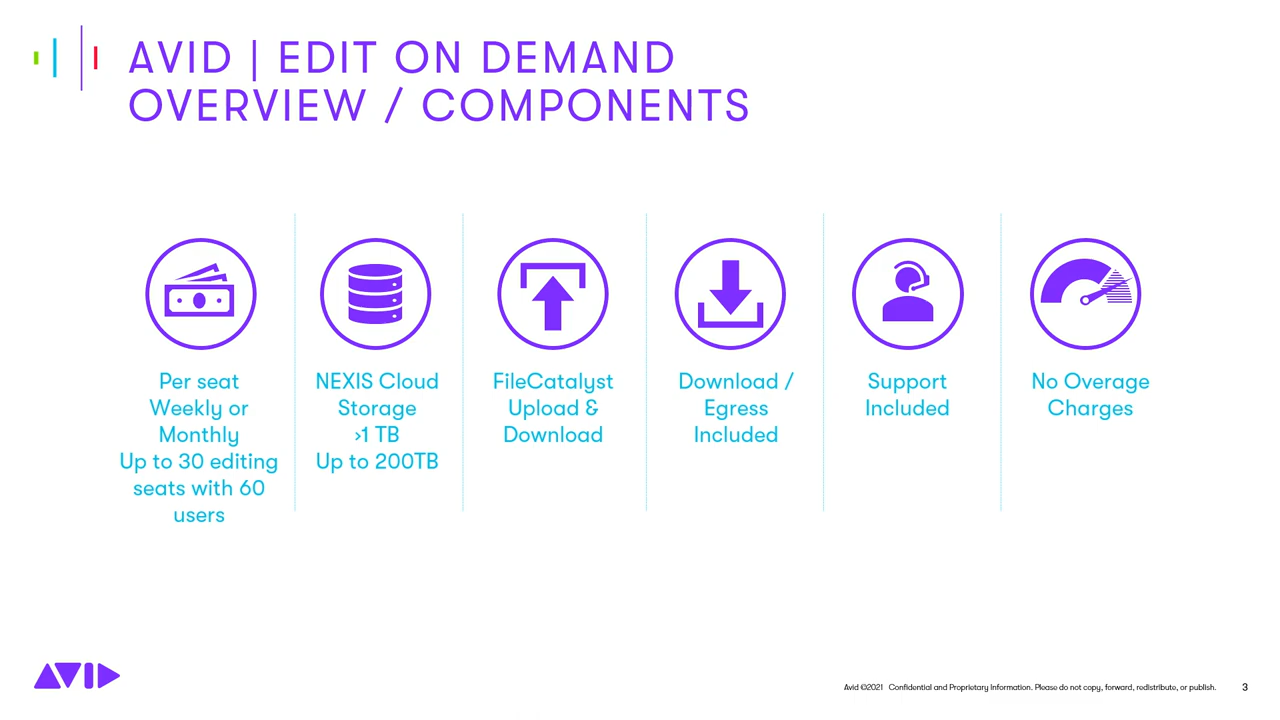 AVID | EDIT ON DEMAND
OVERVIEW / COMPONENTS
Per seat
Weekly or
Monthly
Up to 30 editing
seats with 60
users
NEXIS Cloud
Storage
>1 TB
Up to 200TB
FileCatalyst
Upload &
Download
Download /
Egress
Included
Support
Included
No Overage
Charges
AVID
Avid ©2021 Confidential and Proprietary Information. Please do not copy, forward, redistribute, or publish.
3